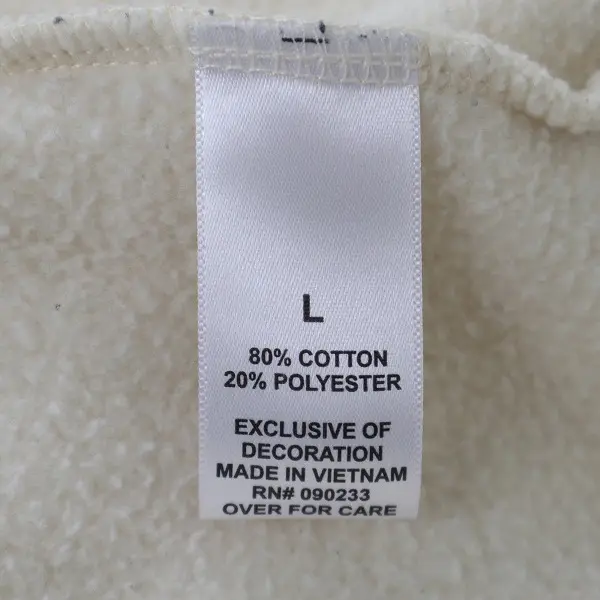 L
80% COTTON
20% POLYESTER
EXCLUSIVE OF
DECORATION
MADE IN VIETNAM
RN# 090233
OVER FOR CARE